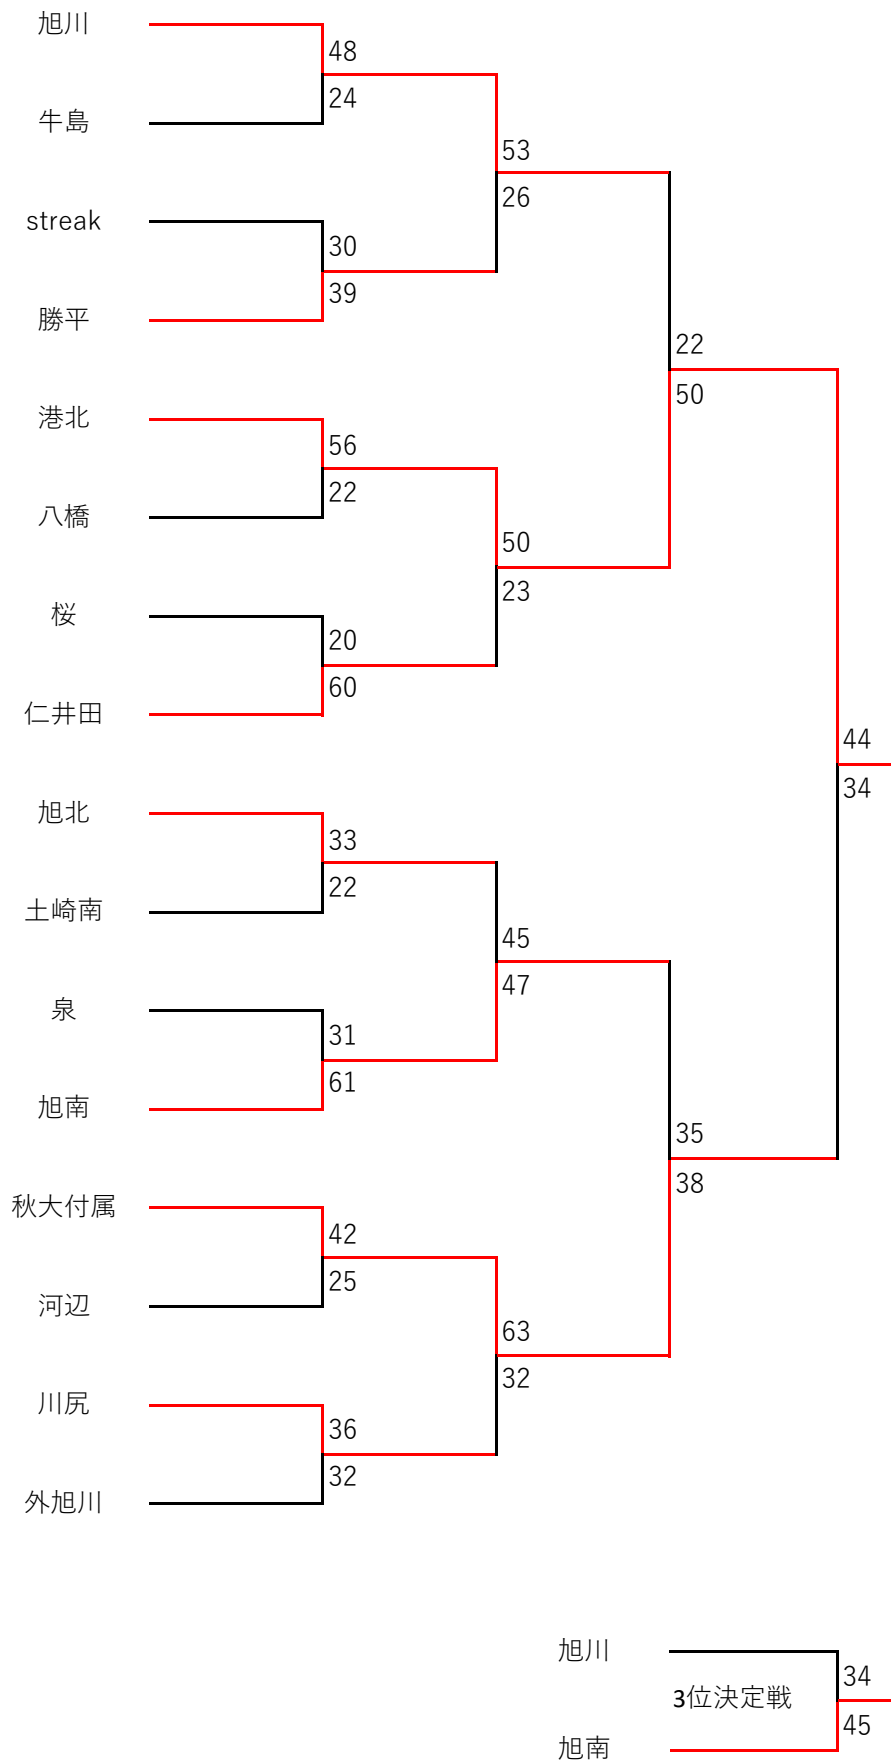 旭川
48
24
牛島
53
26
streak
30
39
勝平
22
50
港北
56
22
八橋
50
23
桜
20
60
仁井田
44
34
旭北
33
22
土崎南
45
47
泉
31
61
旭南
35
38
秋大付属
42
25
河辺
63
32
川尻
36
32
外旭川
旭川
34
3位決定戦
45
旭南